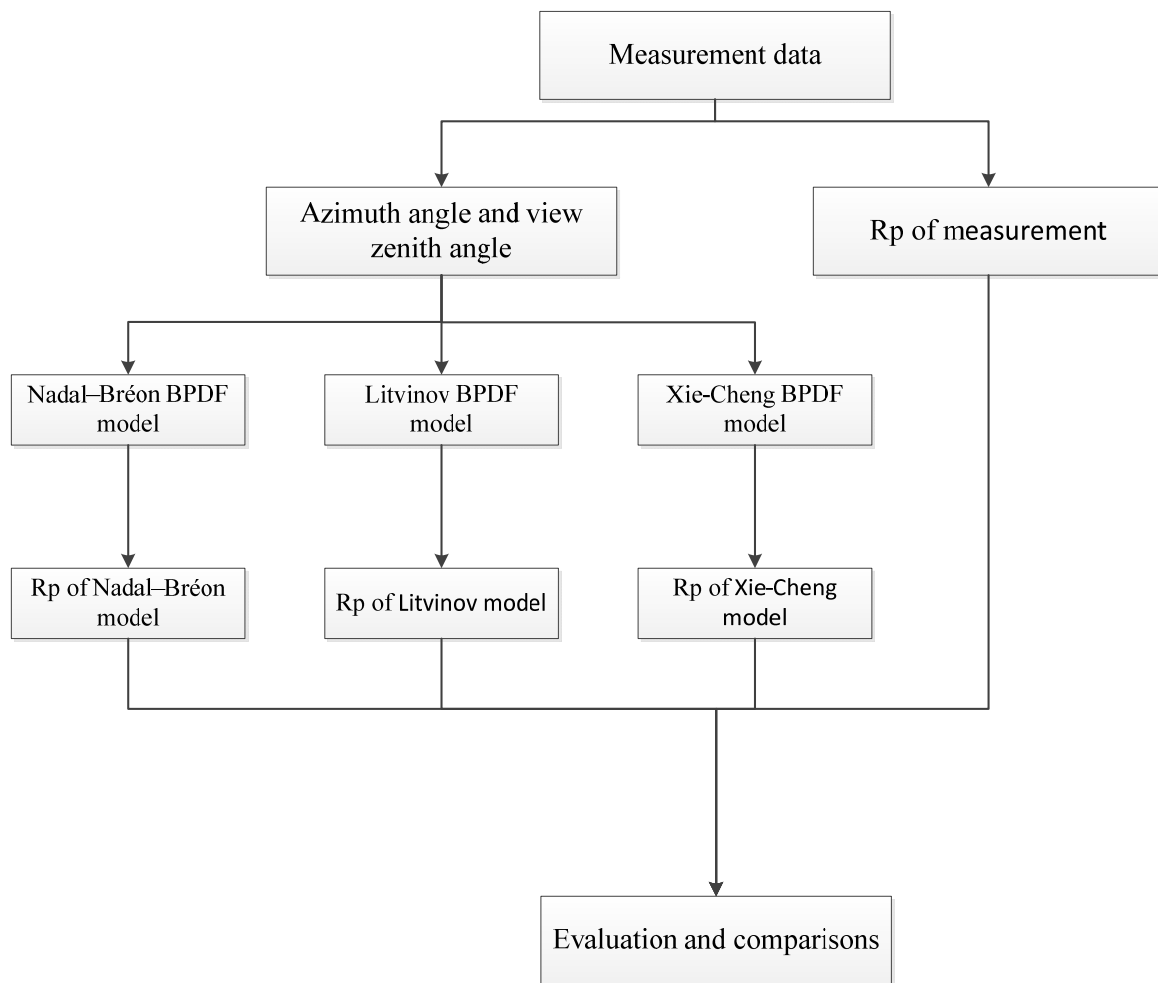 Measurement data
Azimuth angle and view
zenith angle
Rp of measurement
Nadal–Bréon BPDF
model
Litvinov BPDF
model
Xie-Cheng BPDF
model
Rp of Nadal–Bréon
model
Rp of Litvinov model
Rp of Xie-Cheng
model
Evaluation and comparisons